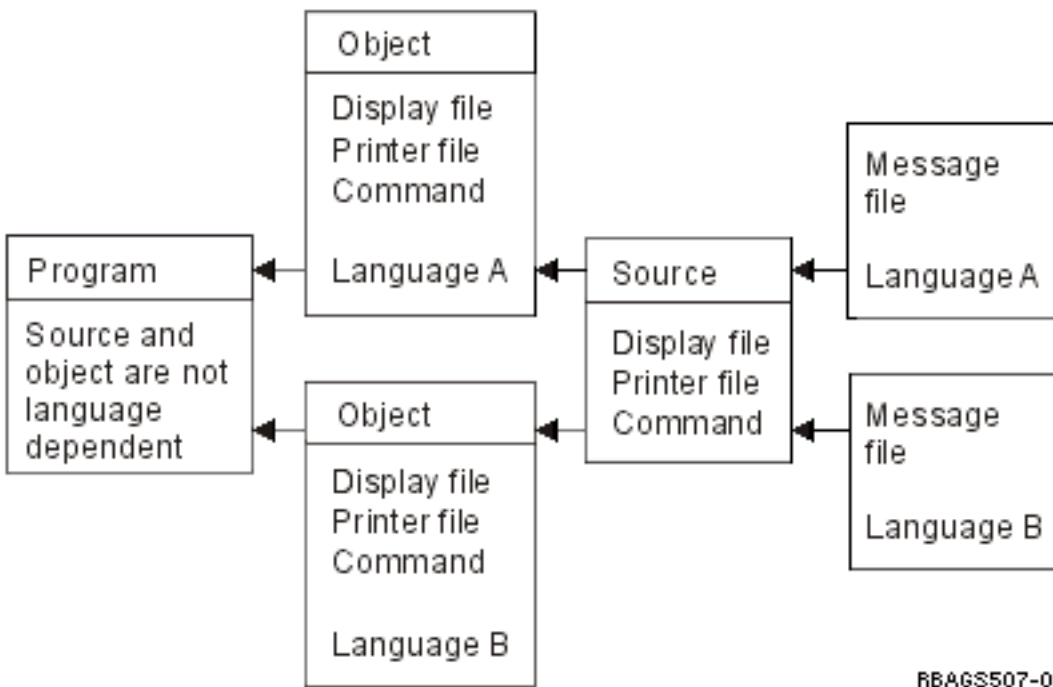 Program
Source and
object are not
language
dependent
Object
Display file
Printer file
Command
Language A
Object
Display file
Printer file
Command
Language B
Source
Display file
Printer file
Command
Message
file
Language A
Message
file
Language B
RBAGS507-0